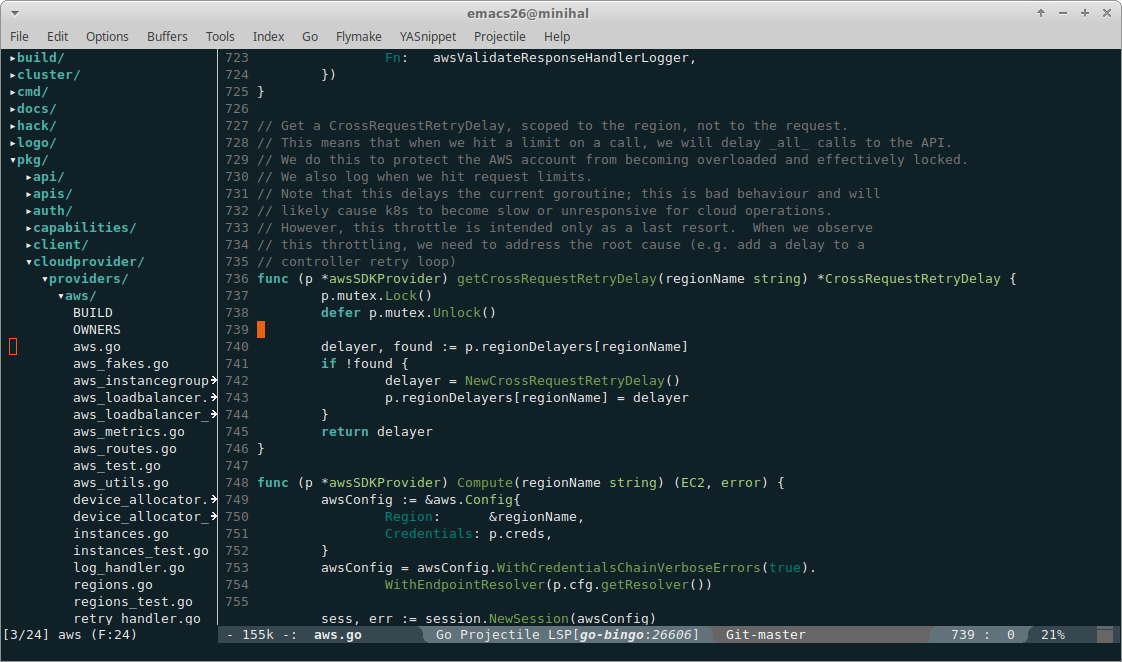 emacs26@minihal
File Edit Options Buffers Tools Index Go Flymake YASnippet Projectile Help
▸build/
▸cluster/
▸cmd/
▸docs/
▸hack/
▸logo/
▾pkg/
▸api/
▸apis/
▸auth/
▸capabilities/
▸client/
▾cloudprovider/
▾providers/
▾aws/
BUILD
OWNERS
aws.go
aws_fakes.go
aws_instancegroup
aws_loadbalancer.
aws_loadbalancer_
aws_metrics.go
aws_routes.go
aws_test.go
aws_utils.go
device_allocator.
device_allocator_
instances.go
instances_test.go
log_handler.go
regions.go
regions_test.go
retry_handler.go
[3/24] aws (F:24)
723 Fn: awsValidateResponseHandlerLogger,
724 })
725 }
726
727 // Get a CrossRequestRetryDelay, scoped to the region, not to the request.
728 // This means that when we hit a limit on a call, we will delay _all_ calls to the API.
729 // We do this to protect the AWS account from becoming overloaded and effectively locked.
730 // We also log when we hit request limits.
731 // Note that this delays the current goroutine; this is bad behaviour and will
732 // likely cause k8s to become slow or unresponsive for cloud operations.
733 // However, this throttle is intended only as a last resort.  When we observe
734 // this throttling, we need to address the root cause (e.g. add a delay to a
735 // controller retry loop)
736 func (p *awsSDKProvider) getCrossRequestRetryDelay(regionName string) *CrossRequestRetryDelay {
737 p.mutex.Lock()
738 defer p.mutex.Unlock()
739
740 delayer, found := p.regionDelayers[regionName]
741 if !found {
742 delayer = NewCrossRequestRetryDelay()
743 p.regionDelayers[regionName] = delayer
744 }
745 return delayer
746 }
747
748 func (p *awsSDKProvider) Compute(regionName string) (EC2, error) {
749 awsConfig := &aws.Config{
750 Region: &regionName,
751 Credentials: p.creds,
752 }
753 awsConfig = awsConfig.WithCredentialsChainVerboseErrors(true).
754 WithEndpointResolver(p.cfg.getResolver())
755
sess, err := session.NewSession(awsConfig)
- 155k -: aws.go Go Projectile LSP[go-bingo:26606] Git-master 739 : 0 21%